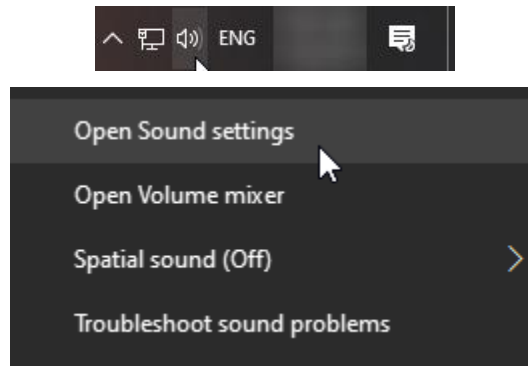 ENG
Open Sound settings
Open Volume mixer
Spatial sound (Off)
Troubleshoot sound problems